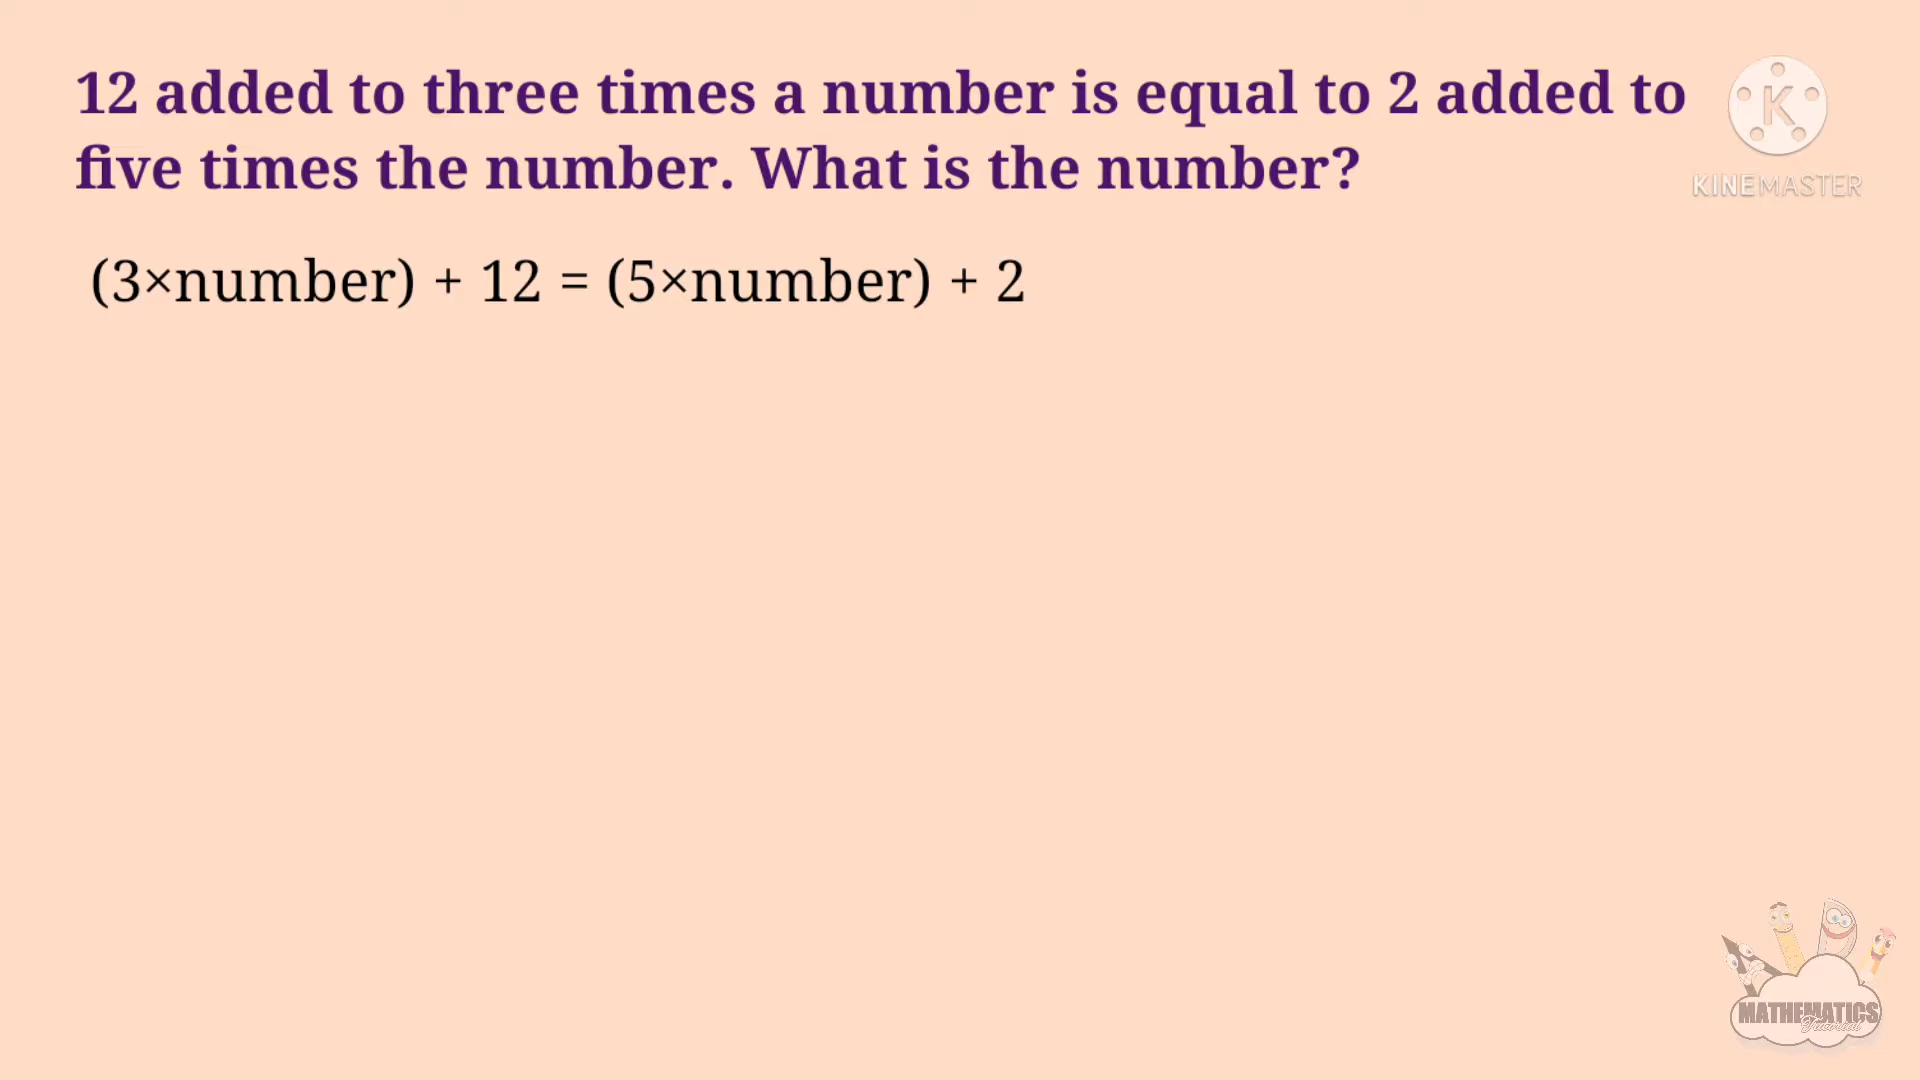 12 added to three times a number is equal to 2 added to
five times the number. What is the number?
(3×number) + 12 = (5×number) + 2
K
KINEMASTER
MATHEMATICS
Tutorial